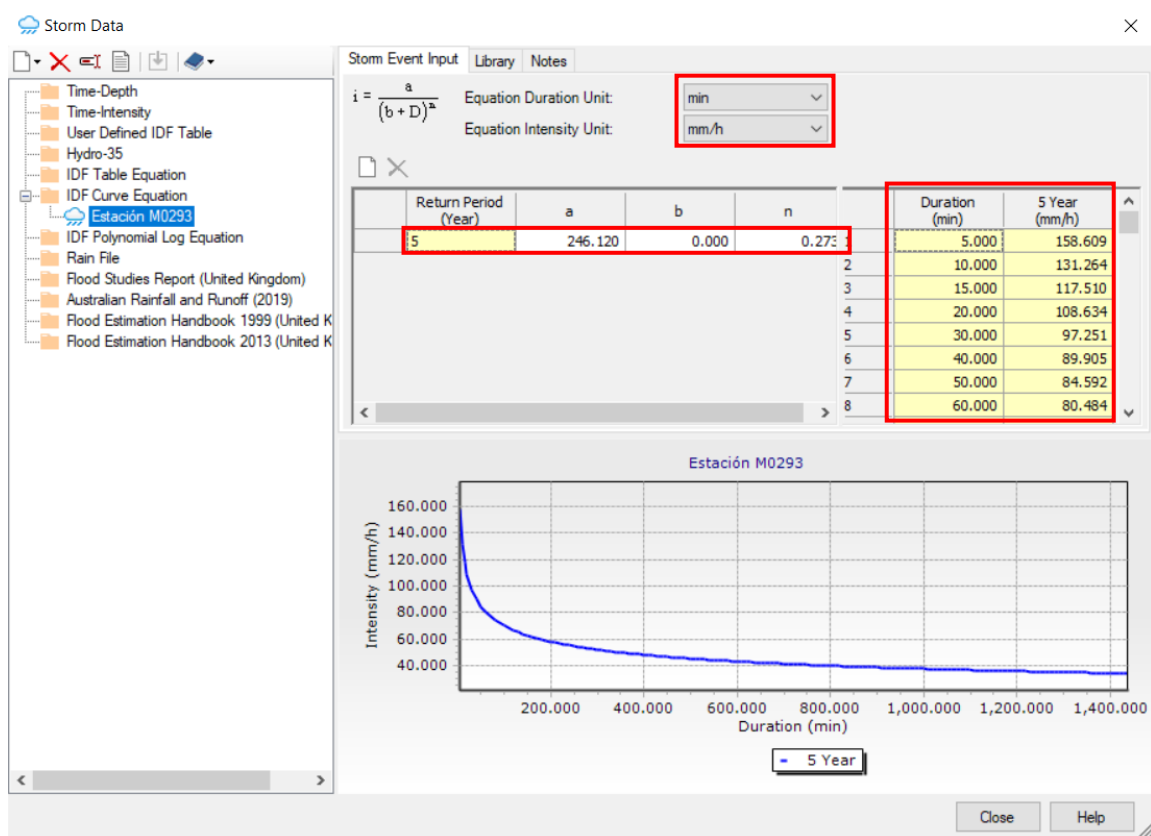 Storm Data
Time-Depth
Time-Intensity
User Defined IDF Table
Hydro-35
IDF Table Equation
IDF Curve Equation
Estación M0293
IDF Polynomial Log Equation
Rain File
Flood Studies Report (United Kingdom)
Australian Rainfall and Runoff (2019)
Flood Estimation Handbook 1999 (United K
Flood Estimation Handbook 2013 (United K
Storm Event Input Library Notes
i = a / (b + D)^n
Equation Duration Unit: min
Equation Intensity Unit: mm/h
Return Period (Year) a b n
5 246.120 0.000 0.273
Duration (min) 5 Year (mm/h)
1 5.000 158.609
2 10.000 131.264
3 15.000 117.510
4 20.000 108.634
5 30.000 97.251
6 40.000 89.905
7 50.000 84.592
8 60.000 80.484
Estación M0293
Intensity (mm/h)
160.000
140.000
120.000
100.000
80.000
60.000
40.000
200.000 400.000 600.000 800.000 1,000.000 1,200.000 1,400.000
Duration (min)
5 Year
Close Help